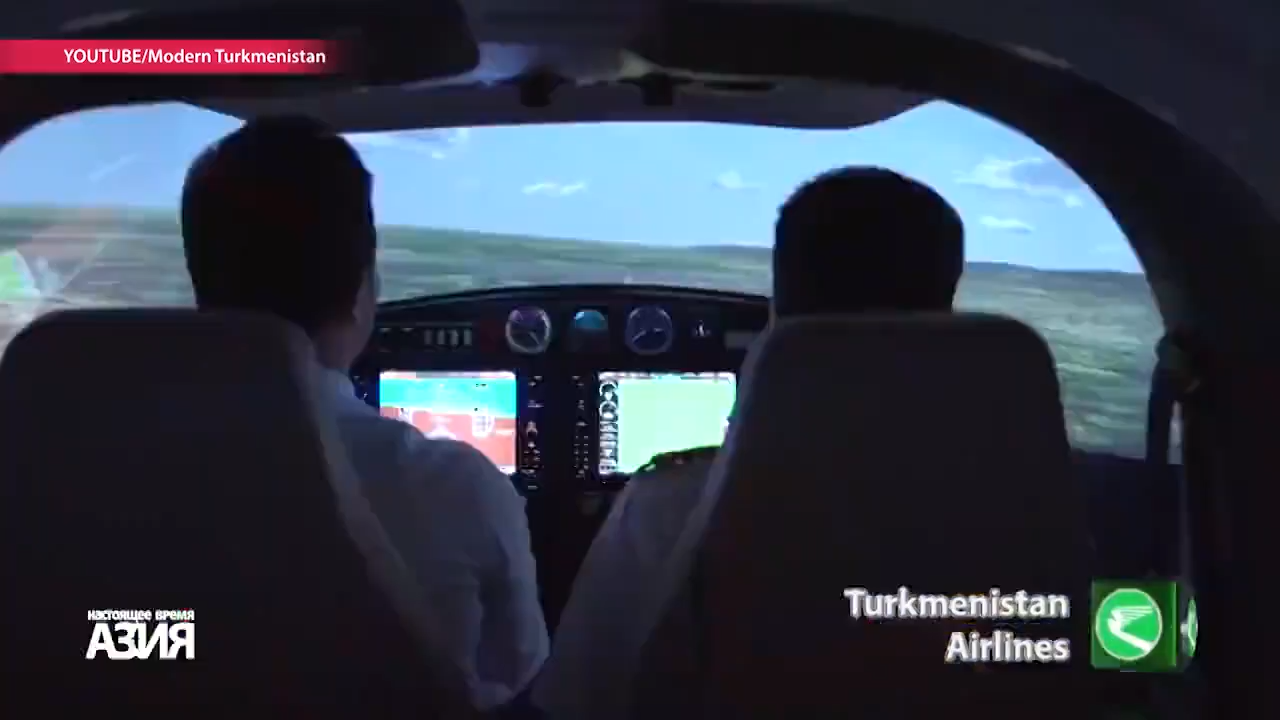 YOUTUBE/Modern Turkmenistan
Turkmenistan
Airlines
настоящее время
АЗИЯ